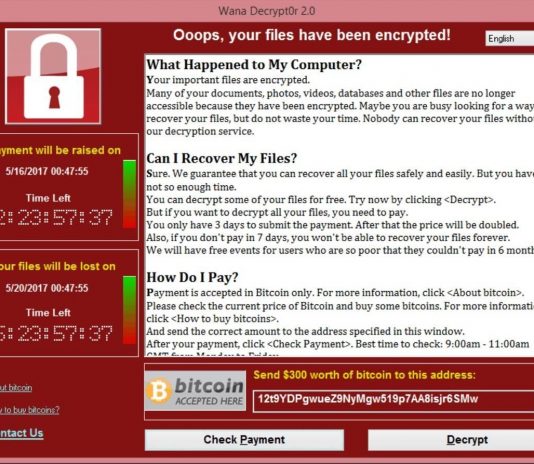 Wana Decrypt0r 2.0
Ooops, your files have been encrypted!
English
What Happened to My Computer?
Your important files are encrypted.
Many of your documents, photos, videos, databases and other files are no longer
accessible because they have been encrypted. Maybe you are busy looking for a way
recover your files, but do not waste your time. Nobody can recover your files
our decryption service.
Can I Recover My Files?
Sure. We guarantee that you can recover all your files safely and easily. But you have
not so enough time.
You can decrypt some of your files for free. Try now by clicking <Decrypt>.
But if you want to decrypt all your files, you need to pay.
You only have 3 days to submit the payment. After that the price will be doubled.
Also, if you don't pay in 7 days, you won't be able to recover your files forever.
We will have free events for users who are so poor that they couldn't pay in 6
How Do I Pay?
Payment is accepted in Bitcoin only. For more information, click <About bitcoin>.
Please check the current price of Bitcoin and buy some bitcoins. For more
click <How to buy bitcoins>.
And send the correct amount to the address specified in this window.
After your payment, click <Check Payment>. Best time to check: 9:00am - 11:00am
GMT from Monday to Friday
will be raised on
5/16/2017 00:47:55
Time Left
:23:57:37
files will be lost on
5/20/2017 00:47:55
Time Left
:23:57:37
bitcoin
buy bitcoins?
Us
bitcoin
ACCEPTED HERE
Send $300 worth of bitcoin to this address:
12t9YDPgwueZ9NyMgw519p7AA8isjr6SMw
Check Payment
Decrypt